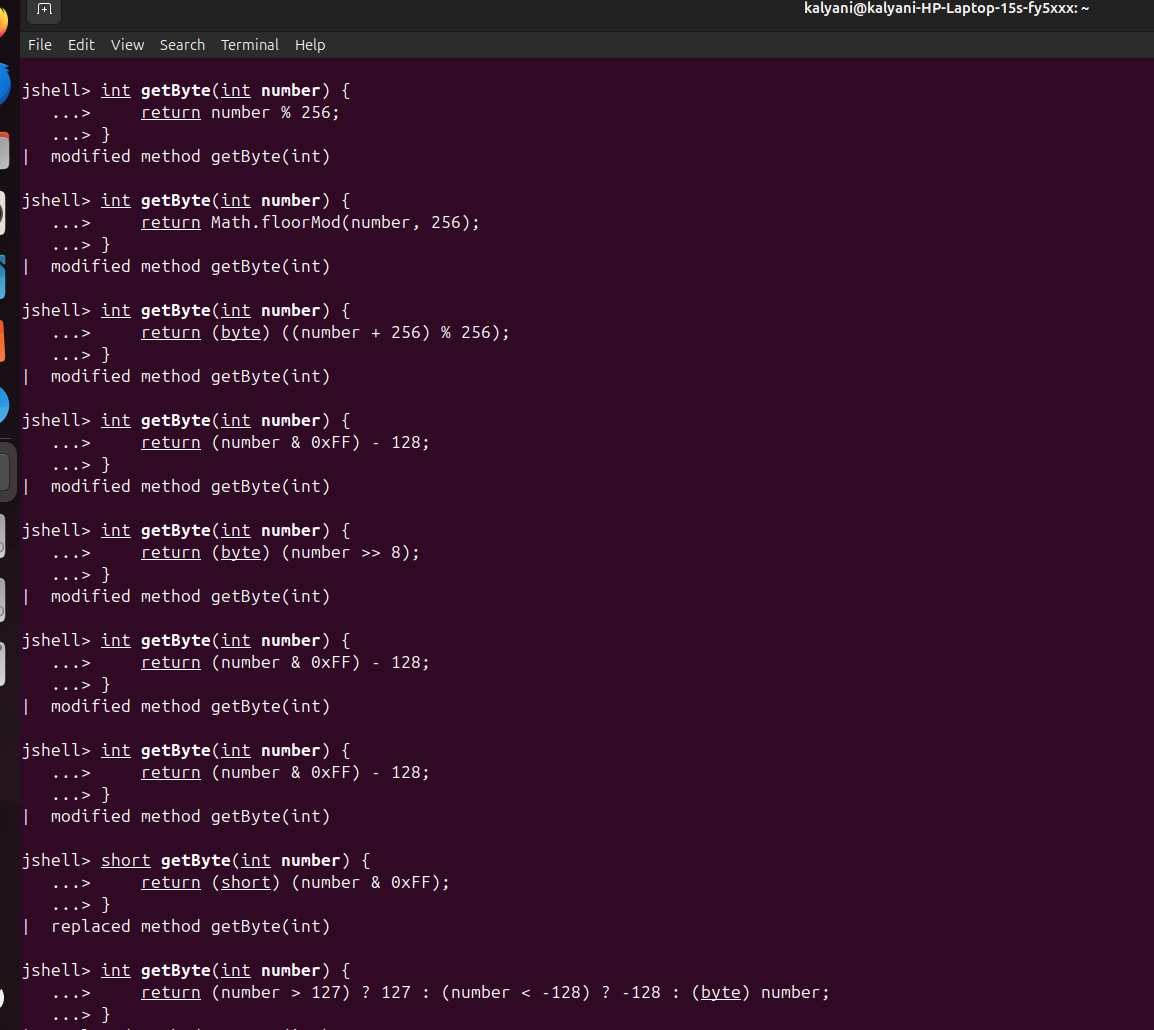 kalyani@kalyani-HP-Laptop-15s-fy5xxx: ~
File Edit View Search Terminal Help
jshell> int getByte(int number) {
...> return number % 256;
...> }
| modified method getByte(int)
jshell> int getByte(int number) {
...> return Math.floorMod(number, 256);
...> }
| modified method getByte(int)
jshell> int getByte(int number) {
...> return (byte) ((number + 256) % 256);
...> }
| modified method getByte(int)
jshell> int getByte(int number) {
...> return (number & 0xFF) - 128;
...> }
| modified method getByte(int)
jshell> int getByte(int number) {
...> return (byte) (number >> 8);
...> }
| modified method getByte(int)
jshell> int getByte(int number) {
...> return (number & 0xFF) - 128;
...> }
| modified method getByte(int)
jshell> int getByte(int number) {
...> return (number & 0xFF) - 128;
...> }
| modified method getByte(int)
jshell> short getByte(int number) {
...> return (short) (number & 0xFF);
...> }
| replaced method getByte(int)
jshell> int getByte(int number) {
...> return (number > 127) ? 127 : (number < -128) ? -128 : (byte) number;
...> }